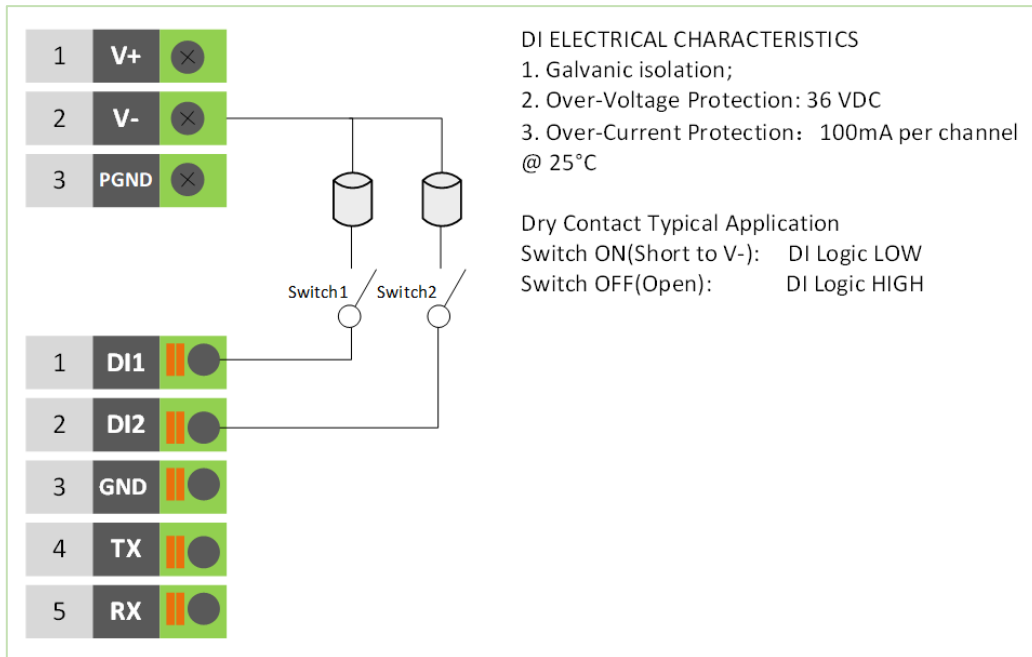 1 V+
2 V-
3 PGND
Switch1 Switch2
1 DI1
2 DI2
3 GND
4 TX
5 RX
DI ELECTRICAL CHARACTERISTICS
1. Galvanic isolation;
2. Over-Voltage Protection: 36 VDC
3. Over-Current Protection： 100mA per channel
@ 25°C
Dry Contact Typical Application
Switch ON(Short to V-): DI Logic LOW
Switch OFF(Open): DI Logic HIGH